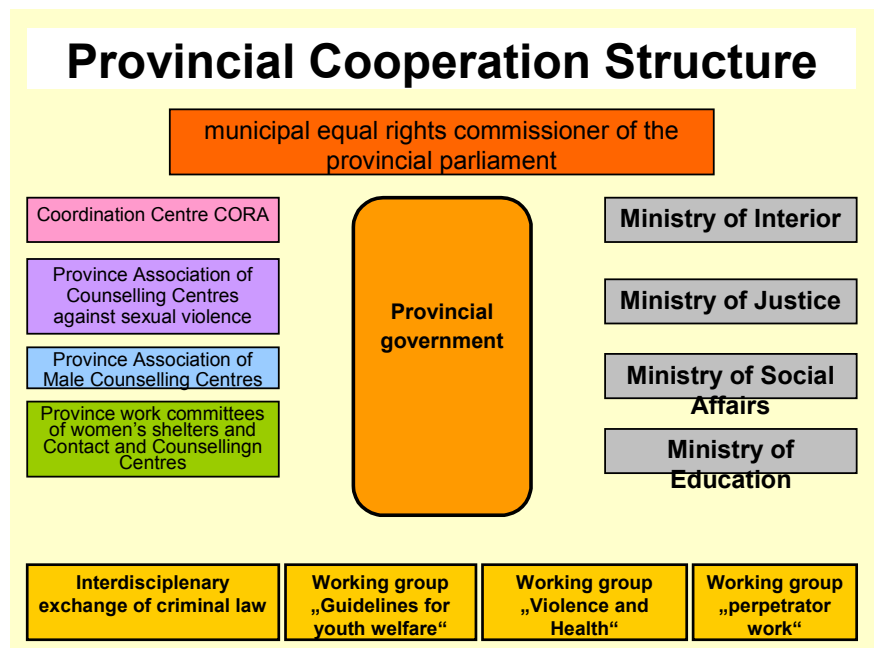 Provincial Cooperation Structure
municipal equal rights commissioner of the
provincial parliament
Coordination Centre CORA
Province Association of
Counselling Centres
against sexual violence
Province Association of
Male Counselling Centres
Province work committees
of women’s shelters and
Contact and Counsellingn
Centres
Provincial
government
Ministry of Interior
Ministry of Justice
Ministry of Social
Affairs
Ministry of
Education
Interdisciplenary
exchange of criminal law
Working group
„Guidelines for
youth welfare“
Working group
„Violence and
Health“
Working group
„perpetrator
work“